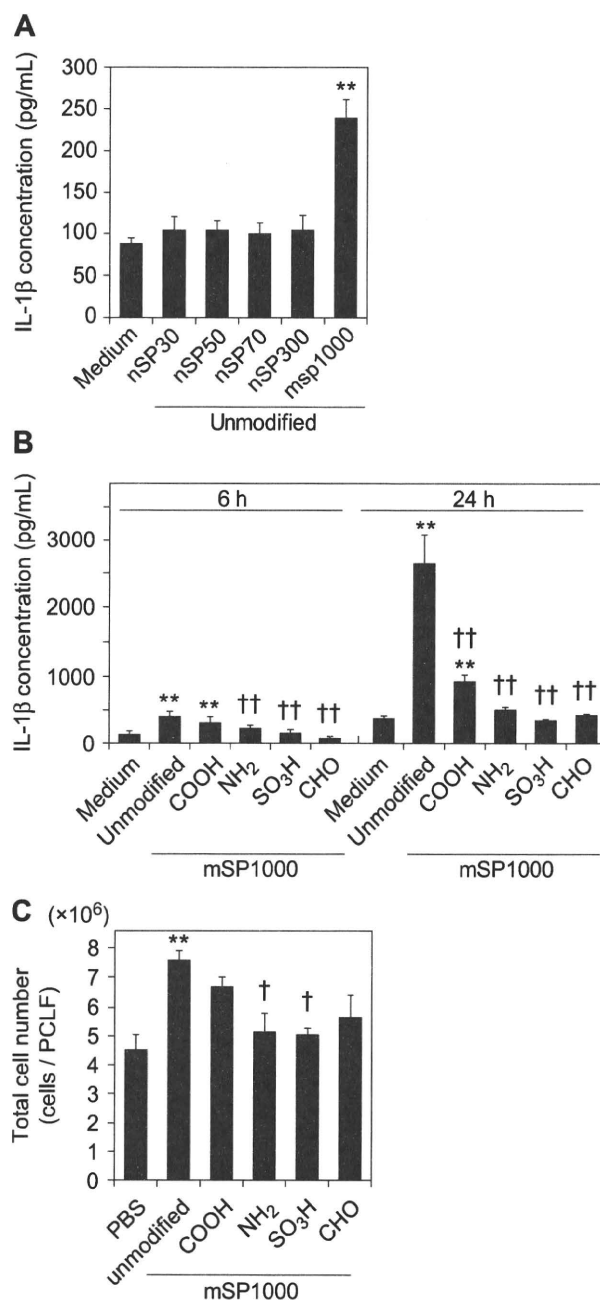 A
IL-1β concentration (pg/mL)
300
250
200
150
100
50
0
**
Medium
nSP30
nSP50
nSP70
nSP300
msp1000
Unmodified
B
IL-1β concentration (pg/mL)
6 h
24 h
3000
2000
1000
0
**
**
††
††
††
**
††
**
††
††
††
Medium
Unmodified
COOH
NH₂
SO₃H
CHO
Medium
Unmodified
COOH
NH₂
SO₃H
CHO
mSP1000
mSP1000
C
(×10⁶)
Total cell number
(cells / PCLF)
8
7
6
5
4
3
2
1
0
**
†
†
PBS
unmodified
COOH
NH₂
SO₃H
CHO
mSP1000